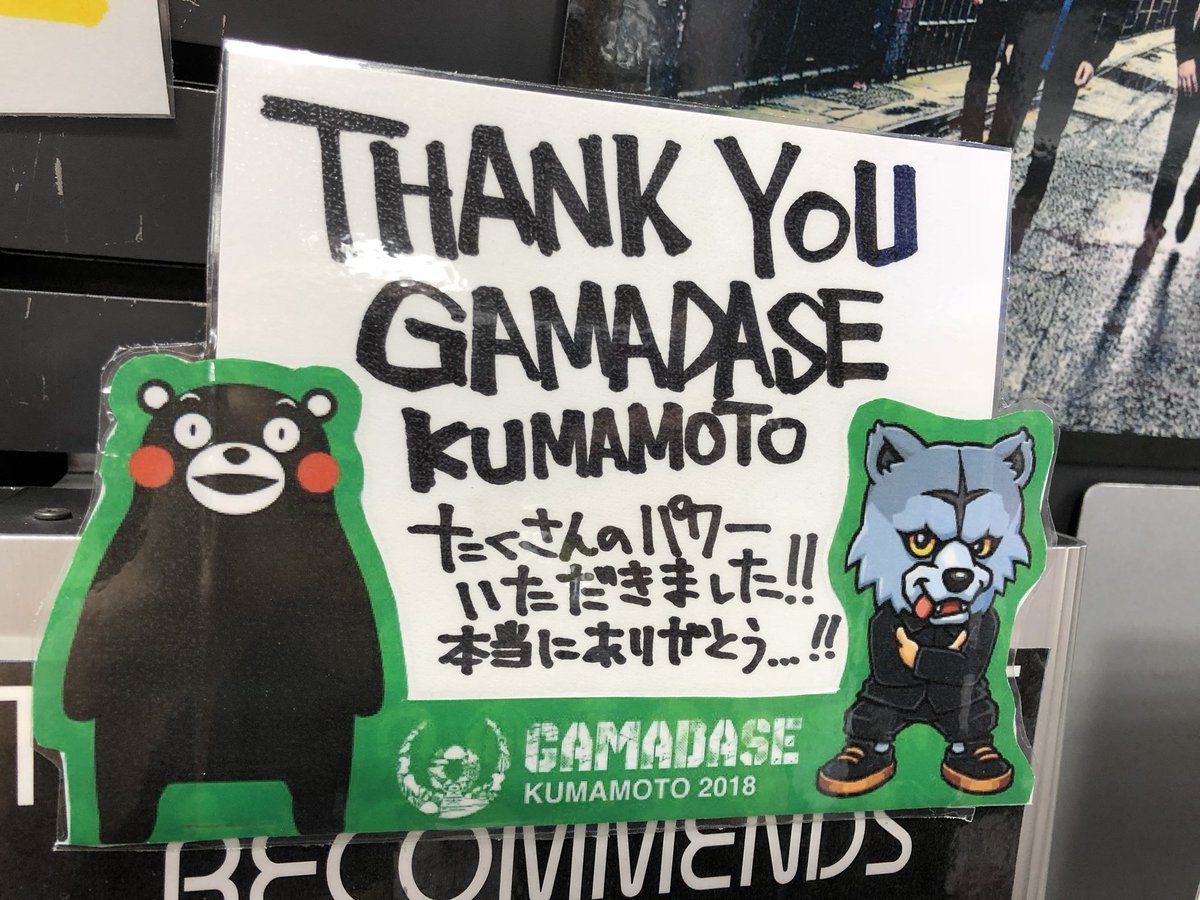 THANK YOU
GAMADASE
KUMAMOTO
たくさんのパワー
いただきました!!
本当にありがとう...!!
GAMADASE
KUMAMOTO 2018
RECOMMENDS